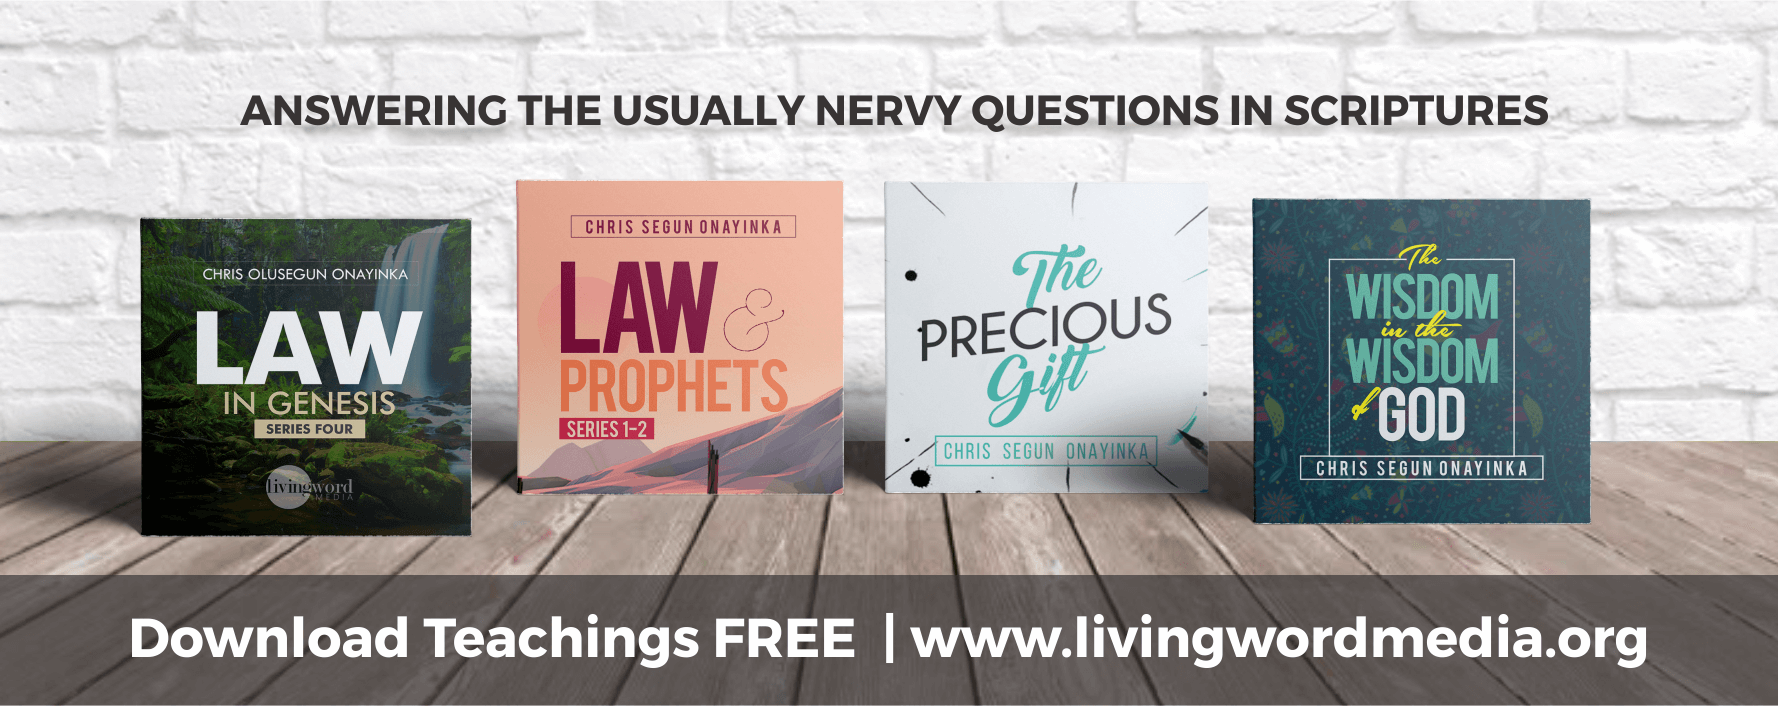 ANSWERING THE USUALLY NERVY QUESTIONS IN SCRIPTURES
CHRIS OLUSEGUN ONAYINKA
LAW
IN GENESIS
SERIES FOUR
livingword
MEDIA
CHRIS SEGUN ONAYINKA
LAW &
PROPHETS
SERIES 1-2
The
PRECIOUS
Gift
CHRIS SEGUN ONAYINKA
The
WISDOM
in the
WISDOM
of GOD
CHRIS SEGUN ONAYINKA
Download Teachings FREE | www.livingwordmedia.org